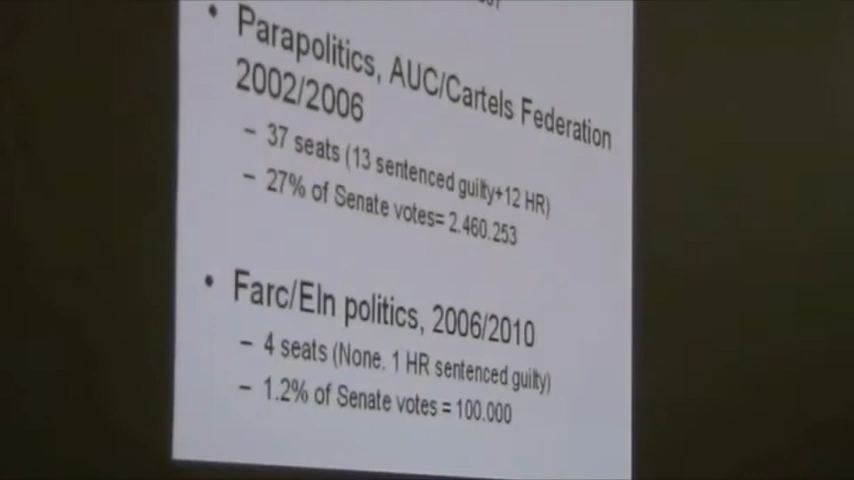 • Parapolitics, AUC/Cartels Federation
2002/2006
– 37 seats (13 sentenced guilty+12 HR)
– 27% of Senate votes= 2.460.253
• Farc/Eln politics, 2006/2010
– 4 seats (None. 1 HR sentenced guilty)
– 1.2% of Senate votes = 100.000